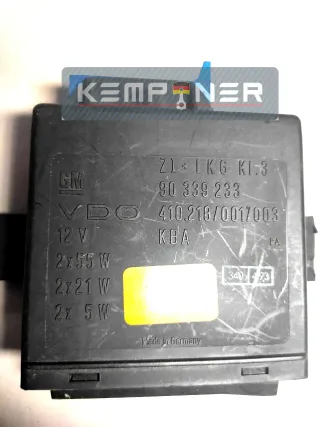 KEMPTNER
ZL-LKG Kl.3
GM 90 339 233
VDO 410.218/001/003
12 V KBA
2x55 W
2x21 W
2x 5 W
Made in Germany